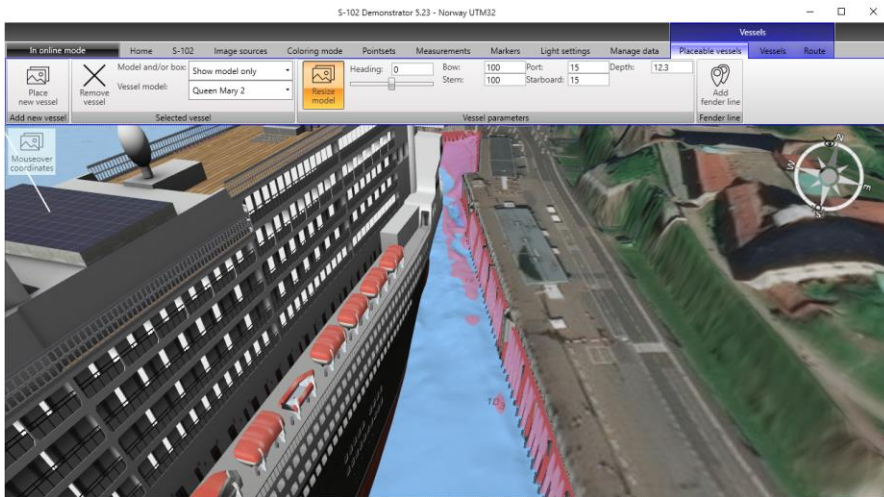 S-102 Demonstrator 5.23 - Norway UTM32
Vessels
In online mode Home S-102 Image sources Coloring mode Pointsets Measurements Markers Light settings Manage data Placeable vessels Vessels Route
Model and/or box: Show model only Heading: 0 Bow: 100 Port: 15 Depth: 12.3
Vessel model: Queen Mary 2 Stern: 100 Starboard: 15
Place
new vessel
Remove
vessel
Resize
model
Add
fender line
Add new vessel Selected vessel Vessel parameters Fender line
Mouseover
coordinates
N
W
E
S